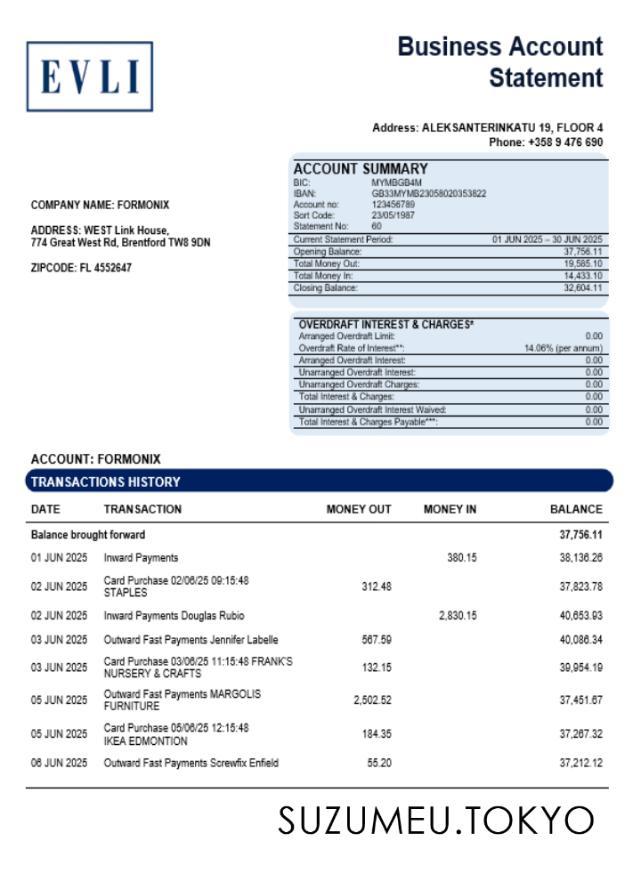 EVLI
Business Account
Statement
Address: ALEKSANTERINKATU 19, FLOOR 4
Phone: +358 9 476 690
COMPANY NAME: FORMONIX
ADDRESS: WEST Link House,
774 Great West Rd, Brentford TW8 9DN
ZIPCODE: FL 4552647
ACCOUNT SUMMARY
BIC: MYMBGB4M
IBAN: GB33MYMB23058020353822
Account no: 123456789
Sort Code: 23/05/1987
Statement No: 60
Current Statement Period: 01 JUN 2025 – 30 JUN 2025
Opening Balance: 37,756.11
Total Money Out: 19,585.10
Total Money In: 14,433.10
Closing Balance: 32,604.11
OVERDRAFT INTEREST & CHARGES*
Arranged Overdraft Limit: 0.00
Overdraft Rate of Interest**: 14.06% (per annum)
Arranged Overdraft Interest: 0.00
Unarranged Overdraft Interest: 0.00
Unarranged Overdraft Charges: 0.00
Total Interest & Charges: 0.00
Unarranged Overdraft Interest Waived: 0.00
Total Interest & Charges Payable***: 0.00
ACCOUNT: FORMONIX
TRANSACTIONS HISTORY
DATE TRANSACTION MONEY OUT MONEY IN BALANCE
Balance brought forward 37,756.11
01 JUN 2025 Inward Payments 380.15 38,136.26
02 JUN 2025 Card Purchase 02/06/25 09:15:48 312.48 37,823.78
STAPLES
02 JUN 2025 Inward Payments Douglas Rubio 2,830.15 40,653.93
03 JUN 2025 Outward Fast Payments Jennifer Labelle 567.59 40,086.34
03 JUN 2025 Card Purchase 03/06/25 11:15:48 FRANK'S 132.15 39,954.19
NURSERY & CRAFTS
05 JUN 2025 Outward Fast Payments MARGOLIS 2,502.52 37,451.67
FURNITURE
05 JUN 2025 Card Purchase 05/06/25 12:15:48 184.35 37,267.32
IKEA EDMONTION
06 JUN 2025 Outward Fast Payments Screwfix Enfield 55.20 37,212.12
SUZUMEU.TOKYO